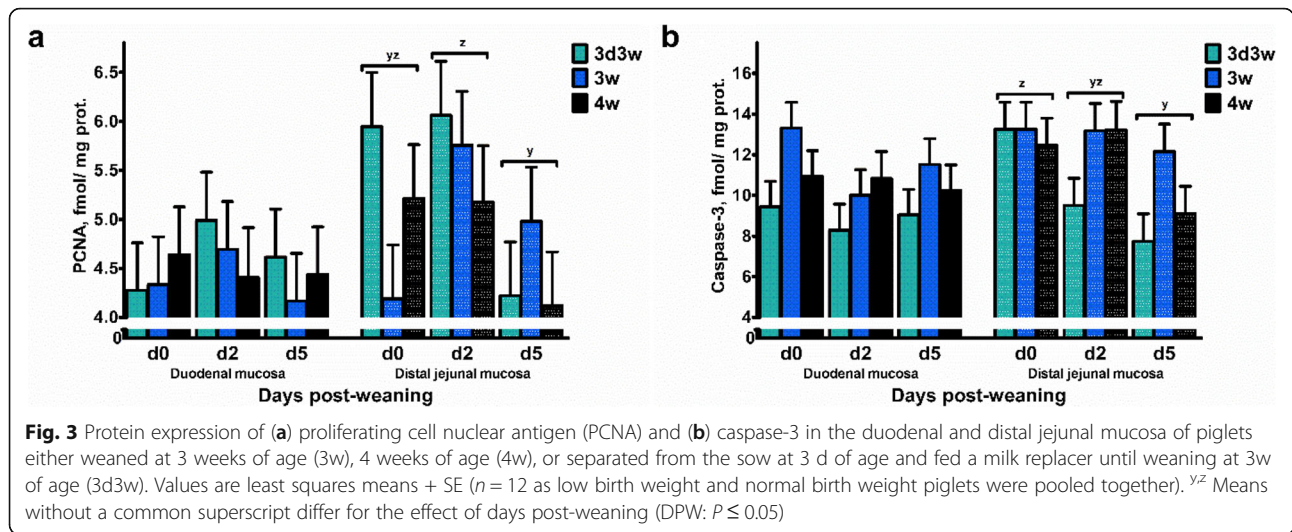 a
PCNA, fmol/ mg prot.
6.5
6.0
5.5
5.0
4.5
4.0
0
yz
z
y
3d3w
3w
4w
d0 d2 d5 d0 d2 d5
Duodenal mucosa Distal jejunal mucosa
Days post-weaning
b
Caspase-3, fmol/ mg prot.
16
14
12
10
8
6
4
0
z
yz
y
3d3w
3w
4w
d0 d2 d5 d0 d2 d5
Duodenal mucosa Distal jejunal mucosa
Days post-weaning
Fig. 3 Protein expression of (a) proliferating cell nuclear antigen (PCNA) and (b) caspase-3 in the duodenal and distal jejunal mucosa of piglets
either weaned at 3 weeks of age (3w), 4 weeks of age (4w), or separated from the sow at 3 d of age and fed a milk replacer until weaning at 3w
of age (3d3w). Values are least squares means + SE (n = 12 as low birth weight and normal birth weight piglets were pooled together). y,z Means
without a common superscript differ for the effect of days post-weaning (DPW: P ≤ 0.05)